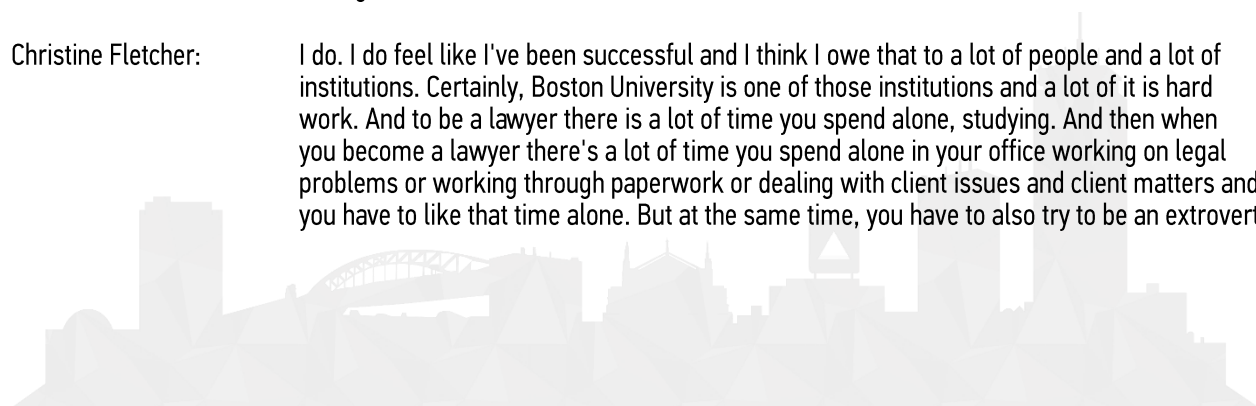 Christine Fletcher: I do. I do feel like I've been successful and I think I owe that to a lot of people and a lot of
institutions. Certainly, Boston University is one of those institutions and a lot of it is hard
work. And to be a lawyer there is a lot of time you spend alone, studying. And then when
you become a lawyer there's a lot of time you spend alone in your office working on legal
problems or working through paperwork or dealing with client issues and client matters and
you have to like that time alone. But at the same time, you have to also try to be an extrovert